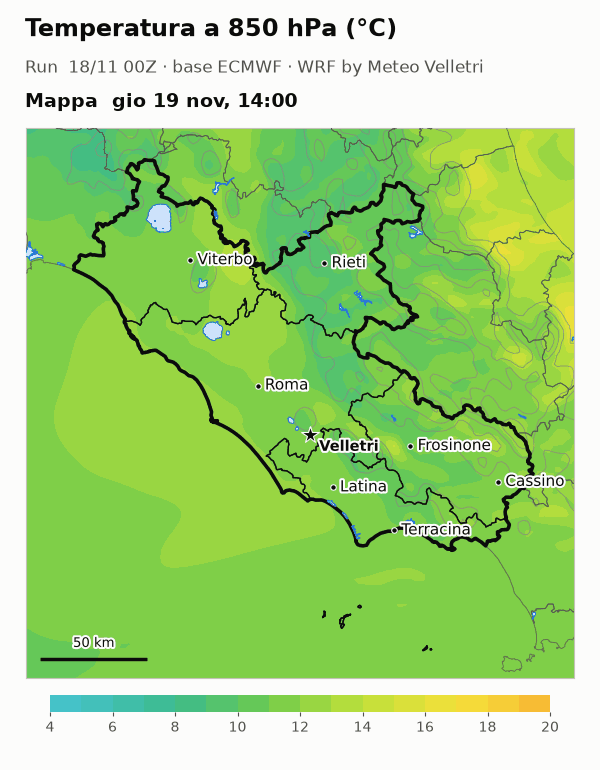 Temperatura a 850 hPa (°C)
Run  18/11 00Z · base ECMWF · WRF by Meteo Velletri
Mappa  gio 19 nov, 14:00
Viterbo
Rieti
Roma
Velletri
Frosinone
Latina
Cassino
Terracina
50 km
4 6 8 10 12 14 16 18 20